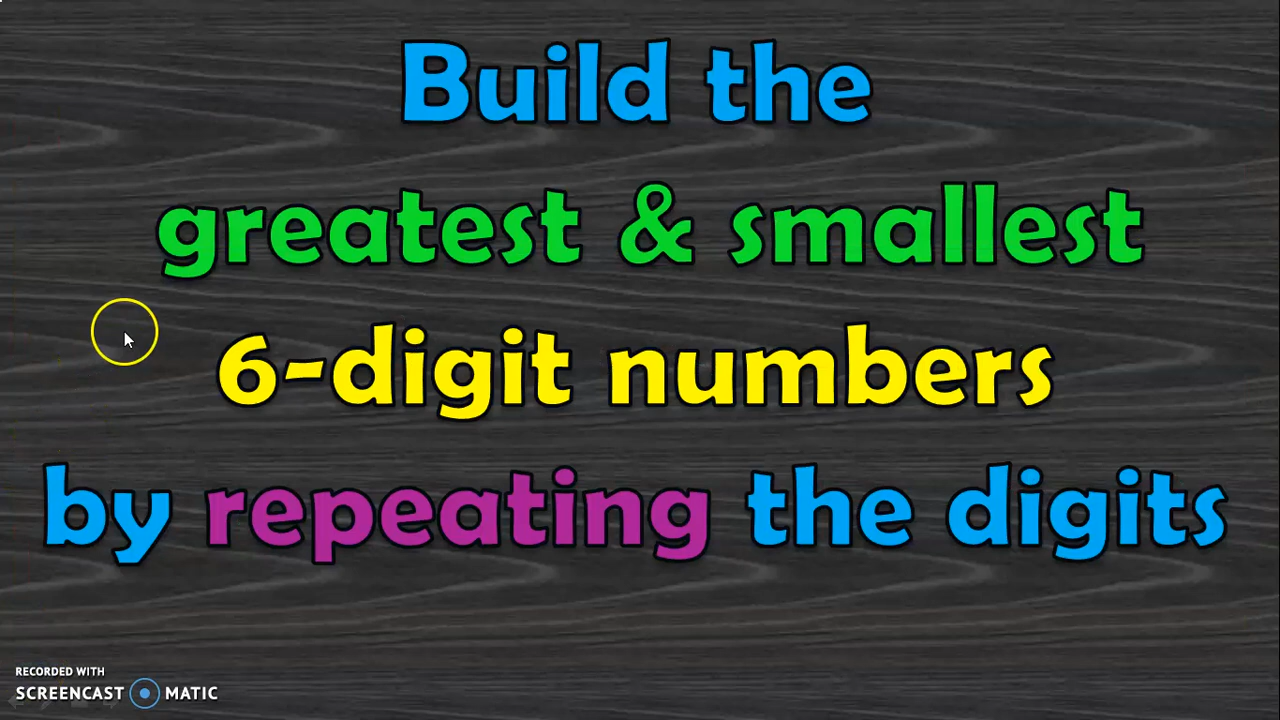 Build the
greatest & smallest
6-digit numbers
by repeating the digits
RECORDED WITH
SCREENCAST MATIC